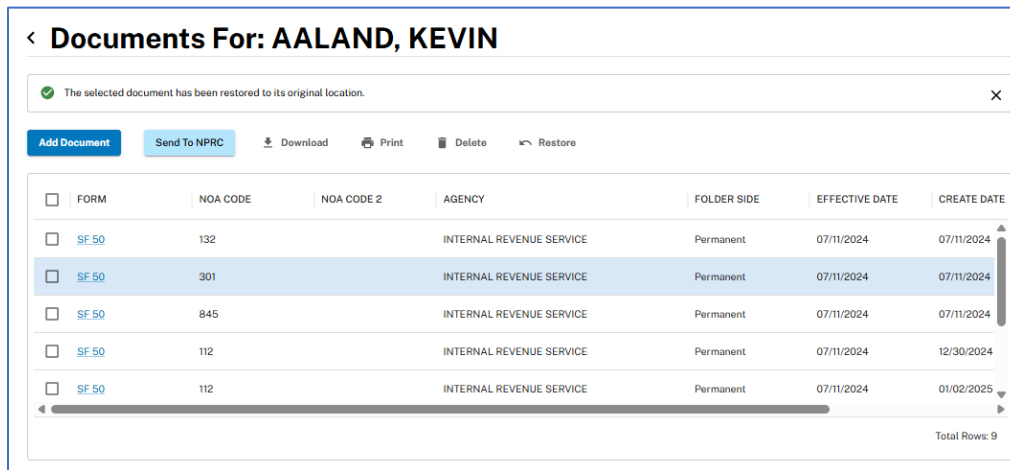 Documents For: AALAND, KEVIN
The selected document has been restored to its original location.
Add Document Send To NPRC Download Print Delete Restore
FORM NOA CODE NOA CODE 2 AGENCY FOLDER SIDE EFFECTIVE DATE CREATE DATE
SF 50 132 INTERNAL REVENUE SERVICE Permanent 07/11/2024 07/11/2024
SF 50 301 INTERNAL REVENUE SERVICE Permanent 07/11/2024 07/11/2024
SF 50 845 INTERNAL REVENUE SERVICE Permanent 07/11/2024 07/11/2024
SF 50 112 INTERNAL REVENUE SERVICE Permanent 07/11/2024 12/30/2024
SF 50 112 INTERNAL REVENUE SERVICE Permanent 07/11/2024 01/02/2025
Total Rows: 9